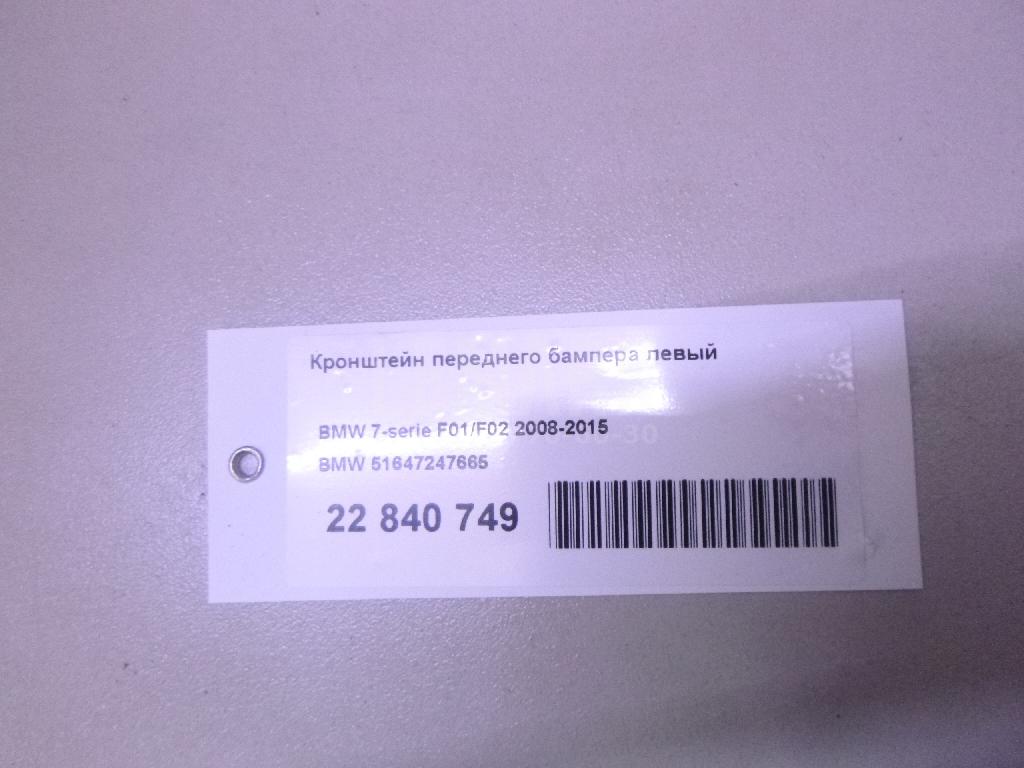 Кронштейн переднего бампера левый
BMW 7-serie F01/F02 2008-2015
BMW 51647247665
22 840 749